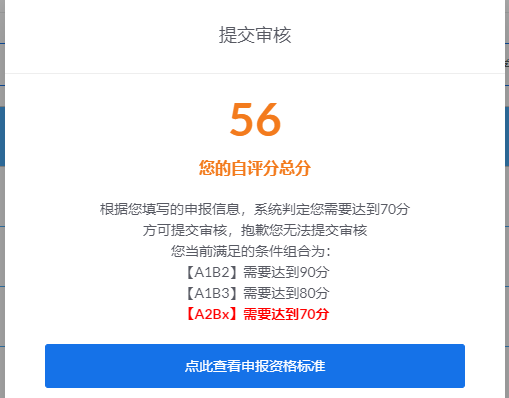 提交审核
56
您的自评分总分
根据您填写的申报信息，系统判定您需要达到70分
方可提交审核，抱歉您无法提交审核
您当前满足的条件组合为：
【A1B2】需要达到90分
【A1B3】需要达到80分
【A2Bx】需要达到70分
点此查看申报资格标准